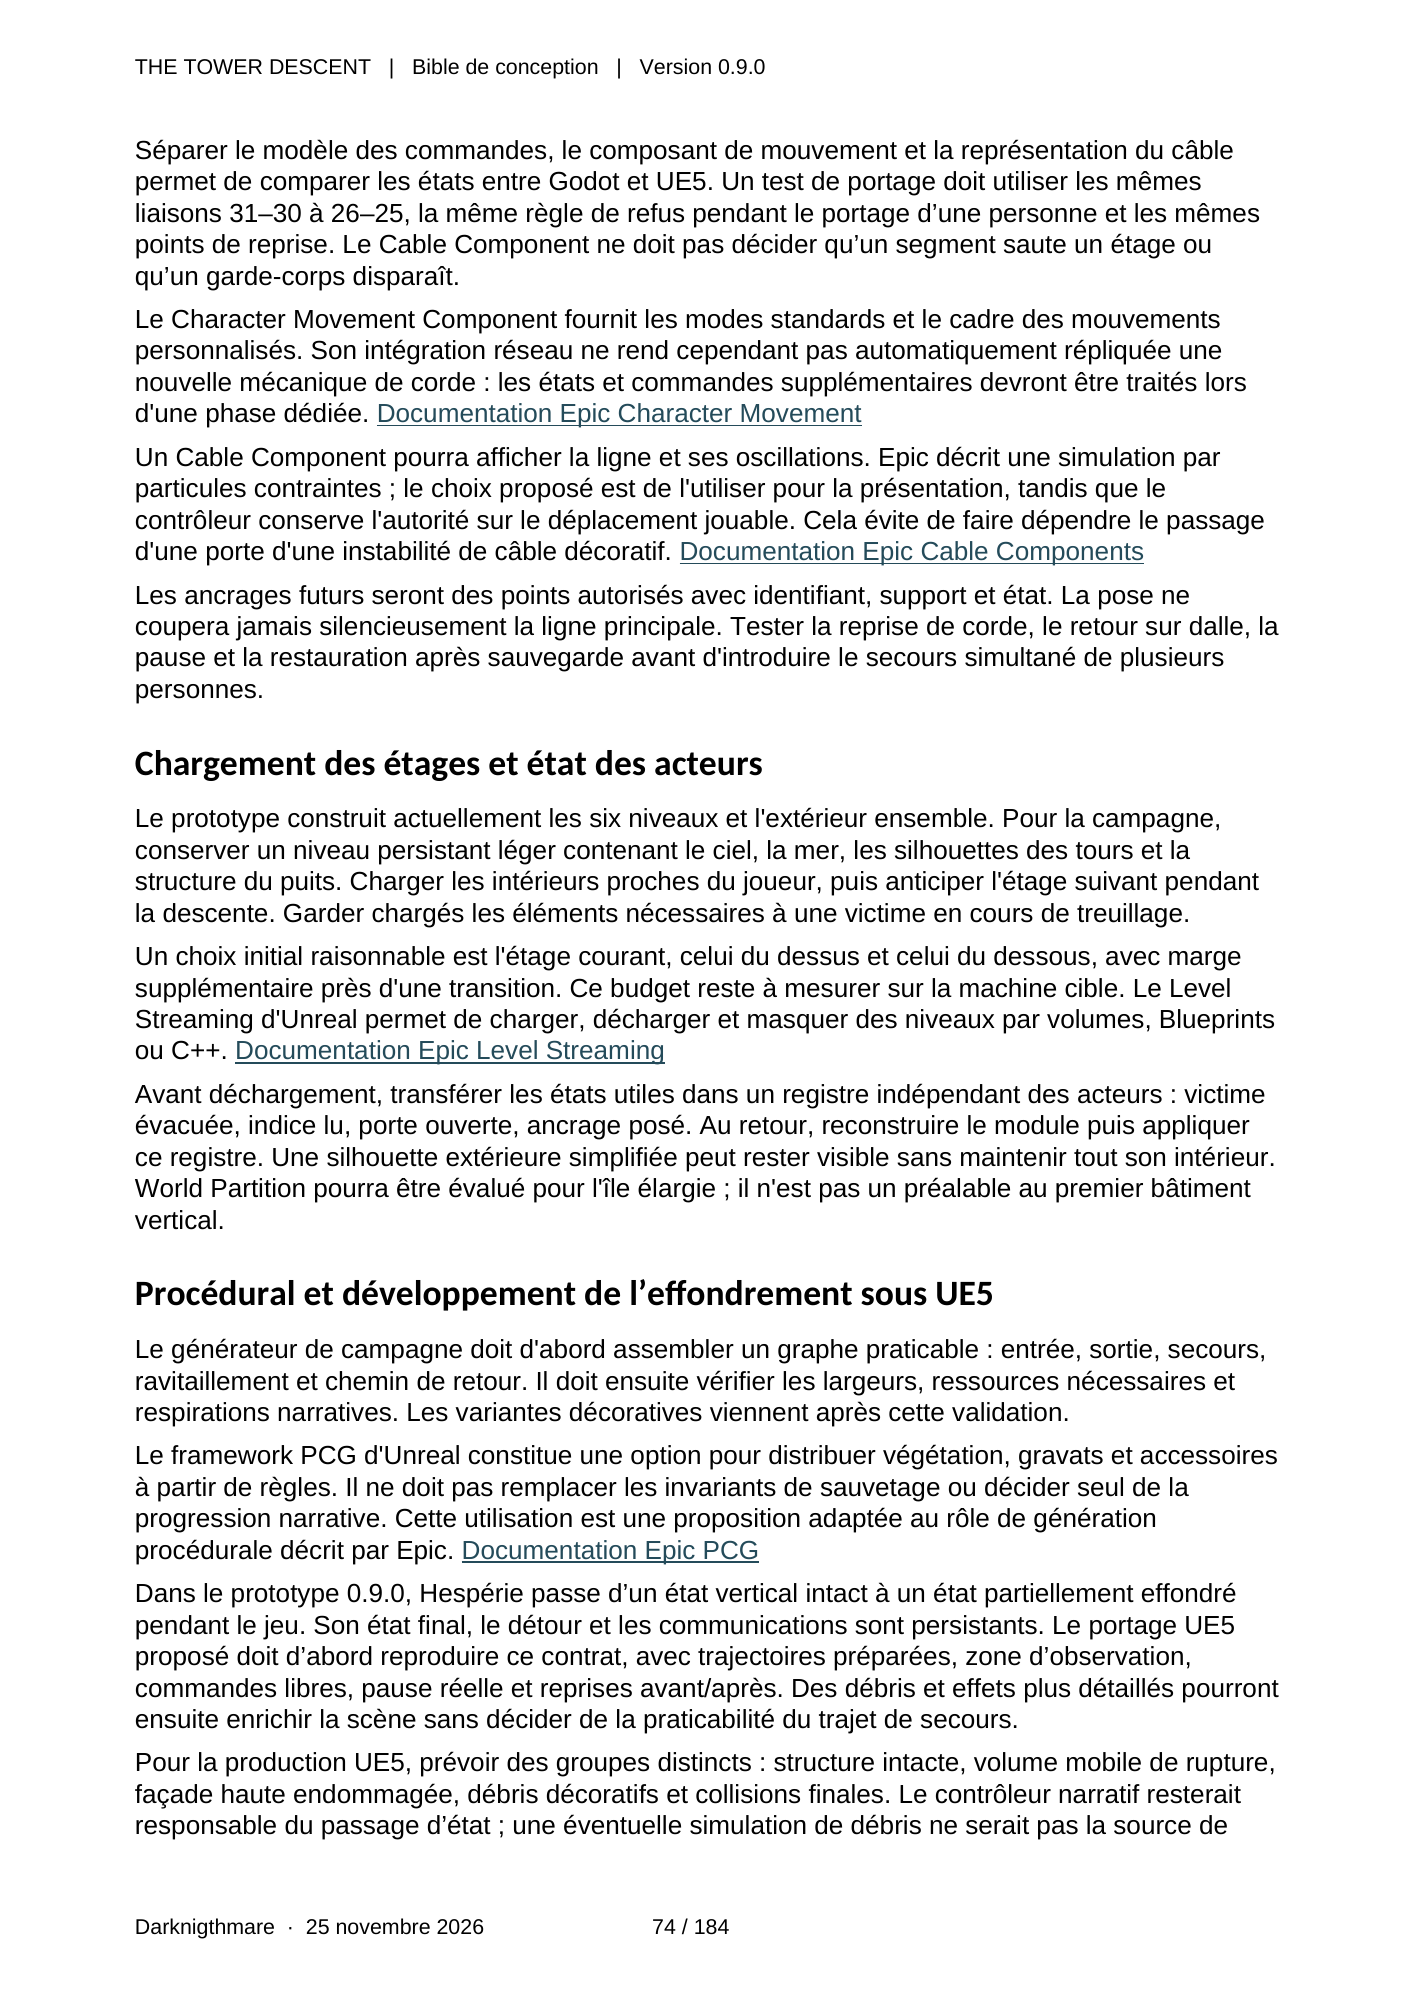 THE TOWER DESCENT | Bible de conception | Version 0.9.0
Séparer le modèle des commandes, le composant de mouvement et la représentation du câble
permet de comparer les états entre Godot et UE5. Un test de portage doit utiliser les mêmes
liaisons 31–30 à 26–25, la même règle de refus pendant le portage d’une personne et les mêmes
points de reprise. Le Cable Component ne doit pas décider qu’un segment saute un étage ou
qu’un garde-corps disparaît.
Le Character Movement Component fournit les modes standards et le cadre des mouvements
personnalisés. Son intégration réseau ne rend cependant pas automatiquement répliquée une
nouvelle mécanique de corde : les états et commandes supplémentaires devront être traités lors
d'une phase dédiée. Documentation Epic Character Movement
Un Cable Component pourra afficher la ligne et ses oscillations. Epic décrit une simulation par
particules contraintes ; le choix proposé est de l'utiliser pour la présentation, tandis que le
contrôleur conserve l'autorité sur le déplacement jouable. Cela évite de faire dépendre le passage
d'une porte d'une instabilité de câble décoratif. Documentation Epic Cable Components
Les ancrages futurs seront des points autorisés avec identifiant, support et état. La pose ne
coupera jamais silencieusement la ligne principale. Tester la reprise de corde, le retour sur dalle, la
pause et la restauration après sauvegarde avant d'introduire le secours simultané de plusieurs
personnes.
Chargement des étages et état des acteurs
Le prototype construit actuellement les six niveaux et l'extérieur ensemble. Pour la campagne,
conserver un niveau persistant léger contenant le ciel, la mer, les silhouettes des tours et la
structure du puits. Charger les intérieurs proches du joueur, puis anticiper l'étage suivant pendant
la descente. Garder chargés les éléments nécessaires à une victime en cours de treuillage.
Un choix initial raisonnable est l'étage courant, celui du dessus et celui du dessous, avec marge
supplémentaire près d'une transition. Ce budget reste à mesurer sur la machine cible. Le Level
Streaming d'Unreal permet de charger, décharger et masquer des niveaux par volumes, Blueprints
ou C++. Documentation Epic Level Streaming
Avant déchargement, transférer les états utiles dans un registre indépendant des acteurs : victime
évacuée, indice lu, porte ouverte, ancrage posé. Au retour, reconstruire le module puis appliquer
ce registre. Une silhouette extérieure simplifiée peut rester visible sans maintenir tout son intérieur.
World Partition pourra être évalué pour l'île élargie ; il n'est pas un préalable au premier bâtiment
vertical.
Procédural et développement de l’effondrement sous UE5
Le générateur de campagne doit d'abord assembler un graphe praticable : entrée, sortie, secours,
ravitaillement et chemin de retour. Il doit ensuite vérifier les largeurs, ressources nécessaires et
respirations narratives. Les variantes décoratives viennent après cette validation.
Le framework PCG d'Unreal constitue une option pour distribuer végétation, gravats et accessoires
à partir de règles. Il ne doit pas remplacer les invariants de sauvetage ou décider seul de la
progression narrative. Cette utilisation est une proposition adaptée au rôle de génération
procédurale décrit par Epic. Documentation Epic PCG
Dans le prototype 0.9.0, Hespérie passe d’un état vertical intact à un état partiellement effondré
pendant le jeu. Son état final, le détour et les communications sont persistants. Le portage UE5
proposé doit d’abord reproduire ce contrat, avec trajectoires préparées, zone d’observation,
commandes libres, pause réelle et reprises avant/après. Des débris et effets plus détaillés pourront
ensuite enrichir la scène sans décider de la praticabilité du trajet de secours.
Pour la production UE5, prévoir des groupes distincts : structure intacte, volume mobile de rupture,
façade haute endommagée, débris décoratifs et collisions finales. Le contrôleur narratif resterait
responsable du passage d’état ; une éventuelle simulation de débris ne serait pas la source de
Darknigthmare · 25 novembre 2026 74 / 184